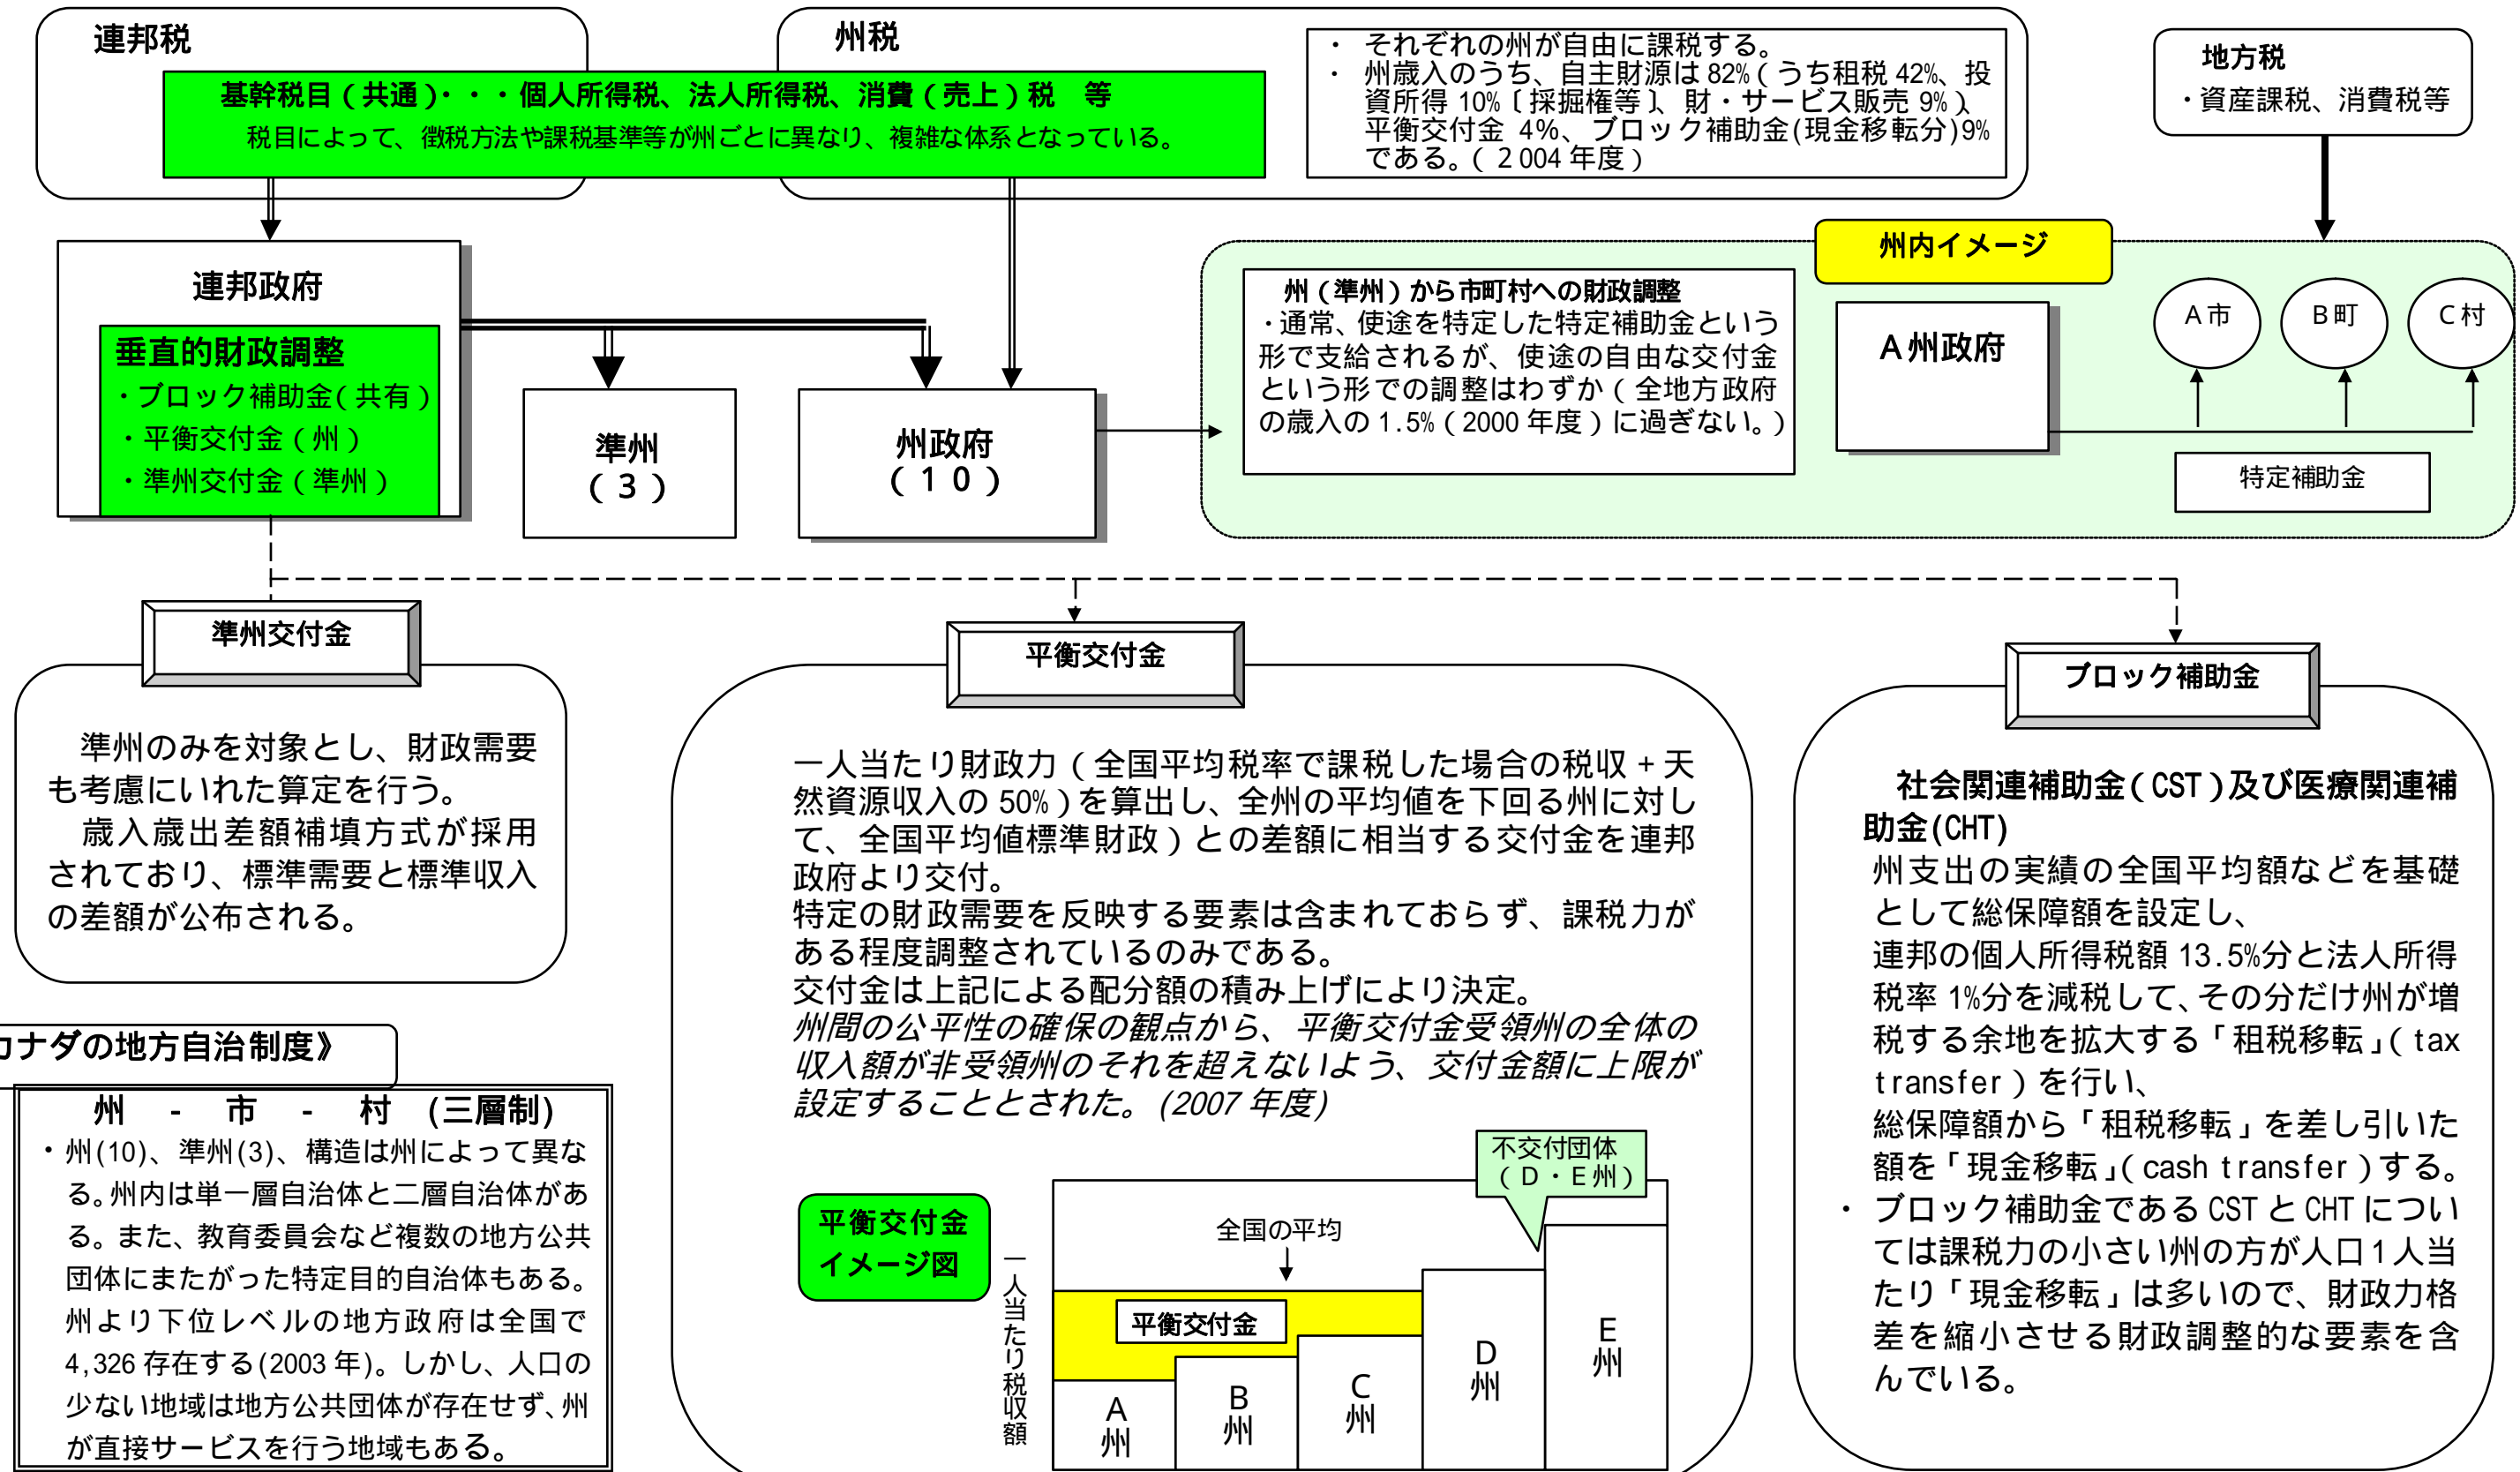 連邦税
州税
基幹税目（共通）・・・個人所得税、法人所得税、消費（売上）税　等
税目によって、徴税方法や課税基準等が州ごとに異なり、複雑な体系となっている。
・ それぞれの州が自由に課税する。
・ 州歳入のうち、自主財源は 82%（うち租税 42%、投
資所得 10%〔採掘権等〕、財・サービス販売 9%）、
平衡交付金 4%、ブロック補助金(現金移転分)9%
である。（2004 年度）
地方税
・資産課税、消費税等
連邦政府
垂直的財政調整
・ブロック補助金（共有）
・平衡交付金（州）
・準州交付金（準州）
準州
（３）
州政府
（１０）
州内イメージ
州（準州）から市町村への財政調整
・通常、使途を特定した特定補助金という
形で支給されるが、使途の自由な交付金
という形での調整はわずか（全地方政府
の歳入の 1.5%（2000 年度）に過ぎない。）
Ａ州政府
Ａ市
Ｂ町
Ｃ村
特定補助金
準州交付金
準州のみを対象とし、財政需要
も考慮にいれた算定を行う。
歳入歳出差額補填方式が採用
されており、標準需要と標準収入
の差額が公布される。
カナダの地方自治制度》
州　-　市　-　村　(三層制)
・州(10)、準州(3)、構造は州によって異な
る。州内は単一層自治体と二層自治体があ
る。また、教育委員会など複数の地方公共
団体にまたがった特定目的自治体もある。
州より下位レベルの地方政府は全国で
4,326 存在する(2003 年)。しかし、人口の
少ない地域は地方公共団体が存在せず、州
が直接サービスを行う地域もある。
平衡交付金
一人当たり財政力（全国平均税率で課税した場合の税収＋天
然資源収入の 50%）を算出し、全州の平均値を下回る州に対し
て、全国平均値標準財政）との差額に相当する交付金を連邦
政府より交付。
特定の財政需要を反映する要素は含まれておらず、課税力が
ある程度調整されているのみである。
交付金は上記による配分額の積み上げにより決定。
州間の公平性の確保の観点から、平衡交付金受領州の全体の
収入額が非受領州のそれを超えないよう、交付金額に上限が
設定することとされた。(2007 年度)
平衡交付金
イメージ図
一人当たり税収額
全国の平均
不交付団体
（Ｄ・Ｅ州）
平衡交付金
A州
B州
C州
D州
E州
ブロック補助金
社会関連補助金（CST）及び医療関連補
助金(CHT)
州支出の実績の全国平均額などを基礎
として総保障額を設定し、
連邦の個人所得税額 13.5%分と法人所得
税率 1%分を減税して、その分だけ州が増
税する余地を拡大する「租税移転」（tax
transfer）を行い、
総保障額から「租税移転」を差し引いた
額を「現金移転」（cash transfer）する。
・ ブロック補助金である CST と CHT につい
ては課税力の小さい州の方が人口 1 人当
たり「現金移転」は多いので、財政力格
差を縮小させる財政調整的な要素を含
んでいる。